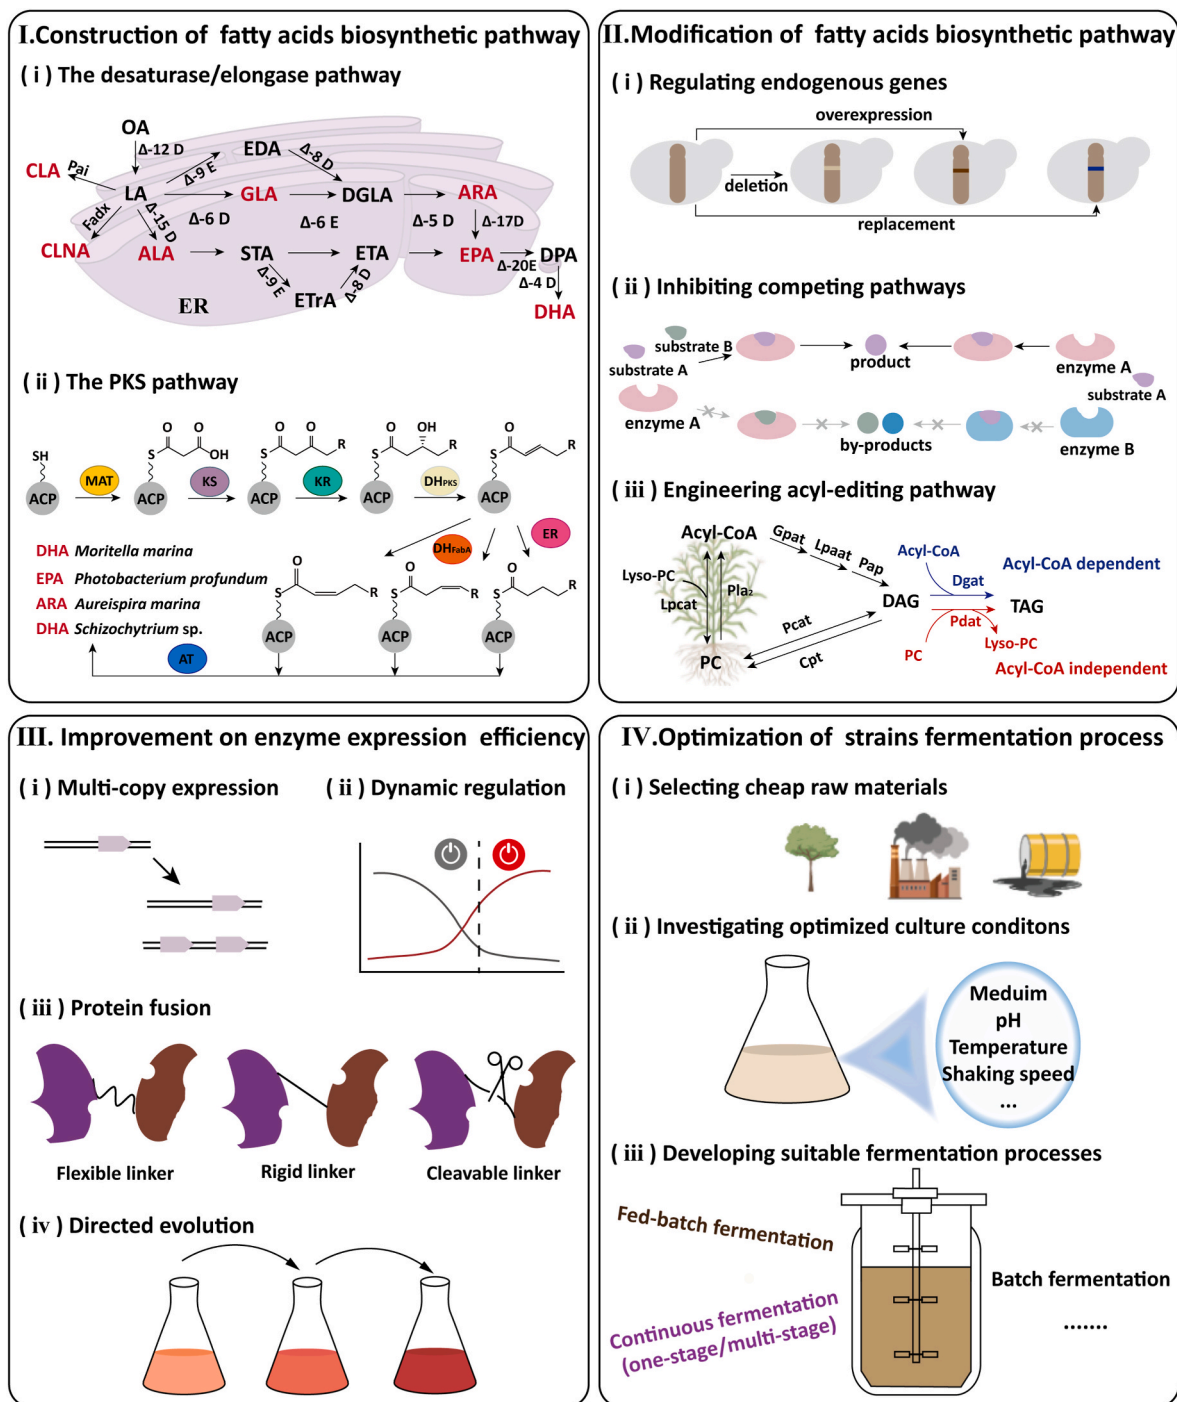 I.Construction of fatty acids biosynthetic pathway
( i ) The desaturase/elongase pathway
OA
Δ-12 D
EDA
Δ-9 E
Δ-8 D
CLA
Pai
LA
GLA
DGLA
ARA
Fadx
Δ-15 D
Δ-6 D
Δ-6 E
Δ-5 D
Δ-17D
CLNA
ALA
STA
ETA
EPA
DPA
Δ-9 E
Δ-8 D
Δ-20E
Δ-4 D
ETrA
ER
DHA
( ii ) The PKS pathway
O O
OH
S
O O
R
S
O OH
R
S
O
R
S
SH
ACP
MAT
ACP
KS
ACP
KR
ACP
DHPKS
ACP
DHFabA
ER
DHA Moritella marina
EPA Photobacterium profundum
ARA Aureispira marina
DHA Schizochytrium sp.
O
S
R
O
S
R
O
S
R
ACP
ACP
ACP
AT
II.Modification of fatty acids biosynthetic pathway
( i ) Regulating endogenous genes
overexpression
deletion
replacement
( ii ) Inhibiting competing pathways
substrate B
substrate A
product
enzyme A
substrate A
enzyme A
by-products
enzyme B
( iii ) Engineering acyl-editing pathway
Acyl-CoA
Gpat
Lpaat
Pap
Lyso-PC
Lpcat
Pla2
DAG
Acyl-CoA
Dgat
Acyl-CoA dependent
TAG
Pdat
PC
Lyso-PC
Acyl-CoA independent
Pcat
Cpt
PC
III. Improvement on enzyme expression efficiency
( i ) Multi-copy expression
( ii ) Dynamic regulation
( iii ) Protein fusion
Flexible linker
Rigid linker
Cleavable linker
( iv ) Directed evolution
IV.Optimization of strains fermentation process
( i ) Selecting cheap raw materials
( ii ) Investigating optimized culture conditons
Meduim
pH
Temperature
Shaking speed
...
( iii ) Developing suitable fermentation processes
Fed-batch fermentation
Batch fermentation
.......
Continuous fermentation
(one-stage/multi-stage)